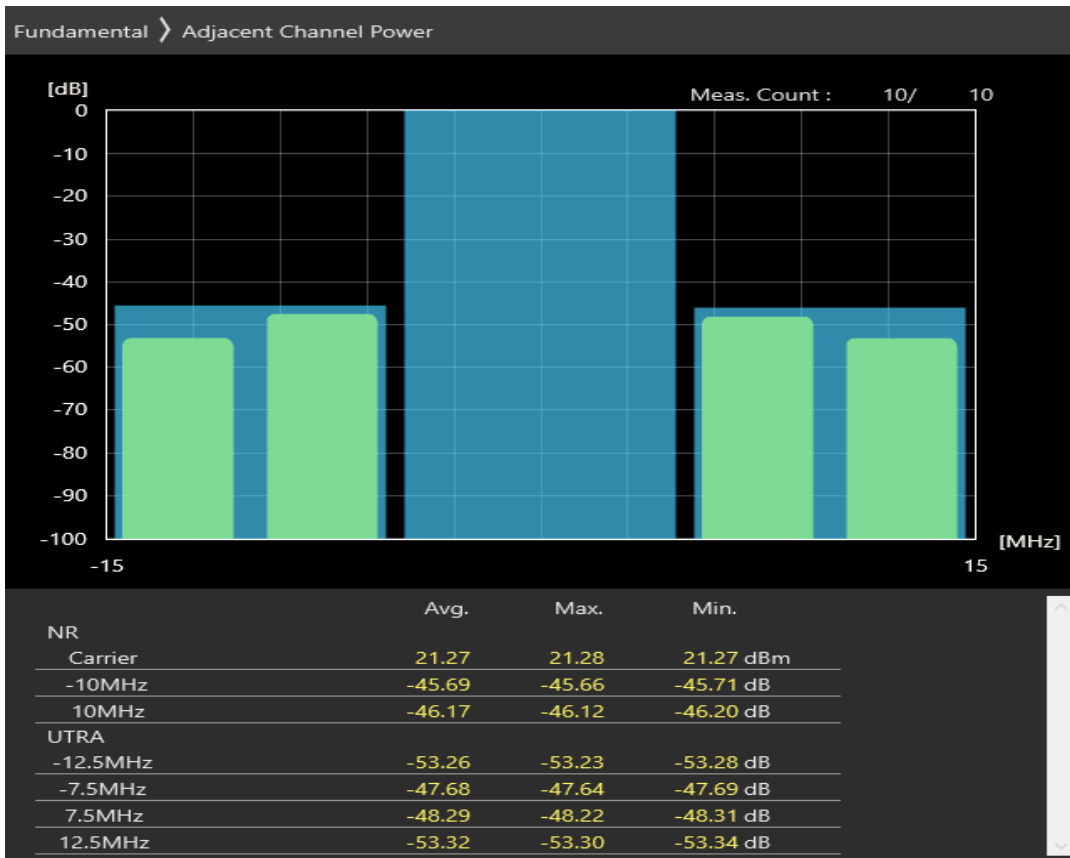 Fundamental 》 Adjacent Channel Power
[dB]
Meas. Count : 10/ 10
0
-10
-20
-30
-40
-50
-60
-70
-80
-90
-100
[MHz]
-15 15
Avg. Max. Min.
NR
Carrier 21.27 21.28 21.27 dBm
-10MHz -45.69 -45.66 -45.71 dB
10MHz -46.17 -46.12 -46.20 dB
UTRA
-12.5MHz -53.26 -53.23 -53.28 dB
-7.5MHz -47.68 -47.64 -47.69 dB
7.5MHz -48.29 -48.22 -48.31 dB
12.5MHz -53.32 -53.30 -53.34 dB